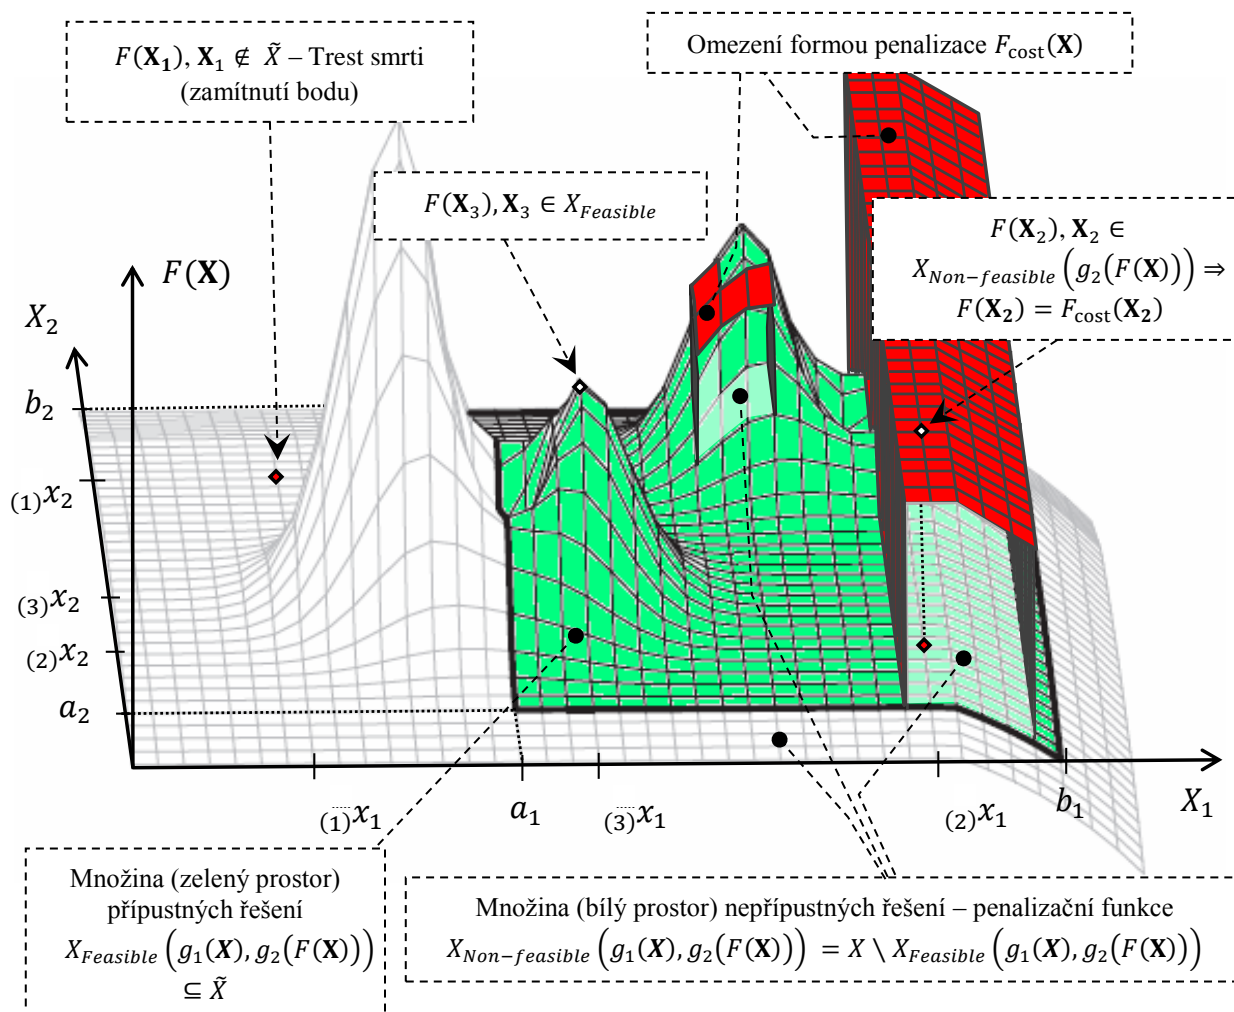 F(𝐗₁), 𝐗₁ ∉ X̃ – Trest smrti
(zamítnutí bodu)
Omezení formou penalizace F_cost(𝐗)
F(𝐗₃), 𝐗₃ ∈ X_Feasible
F(𝐗₂), 𝐗₂ ∈
X_Non−feasible (g₂(F(𝐗))) ⇒
F(𝐗₂) = F_cost(𝐗₂)
F(𝐗)
X₂
b₂
₍₁₎x₂
₍₃₎x₂
₍₂₎x₂
a₂
₍₁₎x₁
a₁
₍₃₎x₁
₍₂₎x₁
b₁
X₁
Množina (zelený prostor)
přípustných řešení
X_Feasible (g₁(𝑿), g₂(F(𝐗)))
⊆ X̃
Množina (bílý prostor) nepřípustných řešení – penalizační funkce
X_Non−feasible (g₁(𝑿), g₂(F(𝐗))) = X \ X_Feasible (g₁(𝑿), g₂(F(𝐗)))